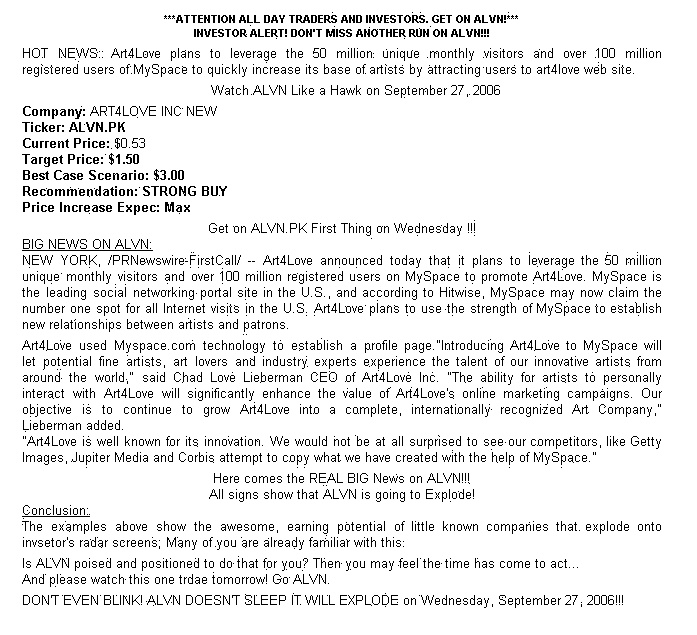 ***ATTENTION ALL DAY TRADERS AND INVESTORS. GET ON ALVN!***
INVESTOR ALERT! DON'T MISS ANOTHER RUN ON ALVN!!!
HOT NEWS:: Art4Love plans to leverage the 50 million unique monthly visitors and over 100 million
registered users of MySpace to quickly increase its base of artists by attracting users to art4love web site.
Watch ALVN Like a Hawk on September 27, 2006
Company: ART4LOVE INC NEW
Ticker: ALVN.PK
Current Price: $0.53
Target Price: $1.50
Best Case Scenario: $3.00
Recommendation: STRONG BUY
Price Increase Expec: Max
Get on ALVN.PK First Thing on Wednesday !!!
BIG NEWS ON ALVN:
NEW YORK, /PRNewswire-FirstCall/ -- Art4Love announced today that it plans to leverage the 50 million
unique monthly visitors and over 100 million registered users on MySpace to promote Art4Love. MySpace is
the leading social networking portal site in the U.S., and according to Hitwise, MySpace may now claim the
number one spot for all Internet visits in the U.S. Art4Love plans to use the strength of MySpace to establish
new relationships between artists and patrons.
Art4Love used Myspace.com technology to establish a profile page."Introducing Art4Love to MySpace will
let potential fine artists, art lovers and industry experts experience the talent of our innovative artists from
around the world," said Chad Love Lieberman CEO of Art4Love Inc. "The ability for artists to personally
interact with Art4Love will significantly enhance the value of Art4Love's online marketing campaigns. Our
objective is to continue to grow Art4Love into a complete, internationally recognized Art Company,"
Lieberman added.
"Art4Love is well known for its innovation. We would not be at all surprised to see our competitors, like Getty
Images, Jupiter Media and Corbis attempt to copy what we have created with the help of MySpace."
Here comes the REAL BIG News on ALVN!!!
All signs show that ALVN is going to Explode!
Conclusion:
The examples above show the awesome, earning potential of little known companies that explode onto
invsetor's radar screens; Many of you are already familiar with this:
Is ALVN poised and positioned to do that for you? Then you may feel the time has come to act...
And please watch this one trdae tomorrow! Go ALVN.
DON'T EVEN BLINK! ALVN DOESN'T SLEEP IT WILL EXPLODE on Wednesday, September 27, 2006!!!